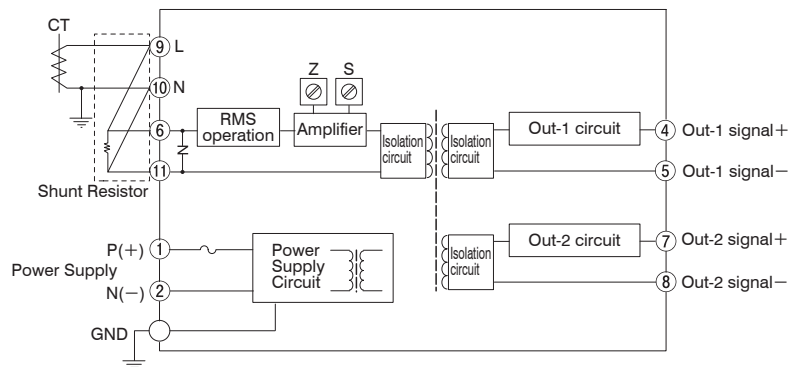 CT
9 L
10 N
Z S
6
RMS
operation
Amplifier
Isolation
circuit
Isolation
circuit
Out-1 circuit
4 Out-1 signal+
11
5 Out-1 signal−
Shunt Resistor
P(+) 1
Power Supply
N(−) 2
Power
Supply
Circuit
Isolation
circuit
Out-2 circuit
7 Out-2 signal+
8 Out-2 signal−
GND